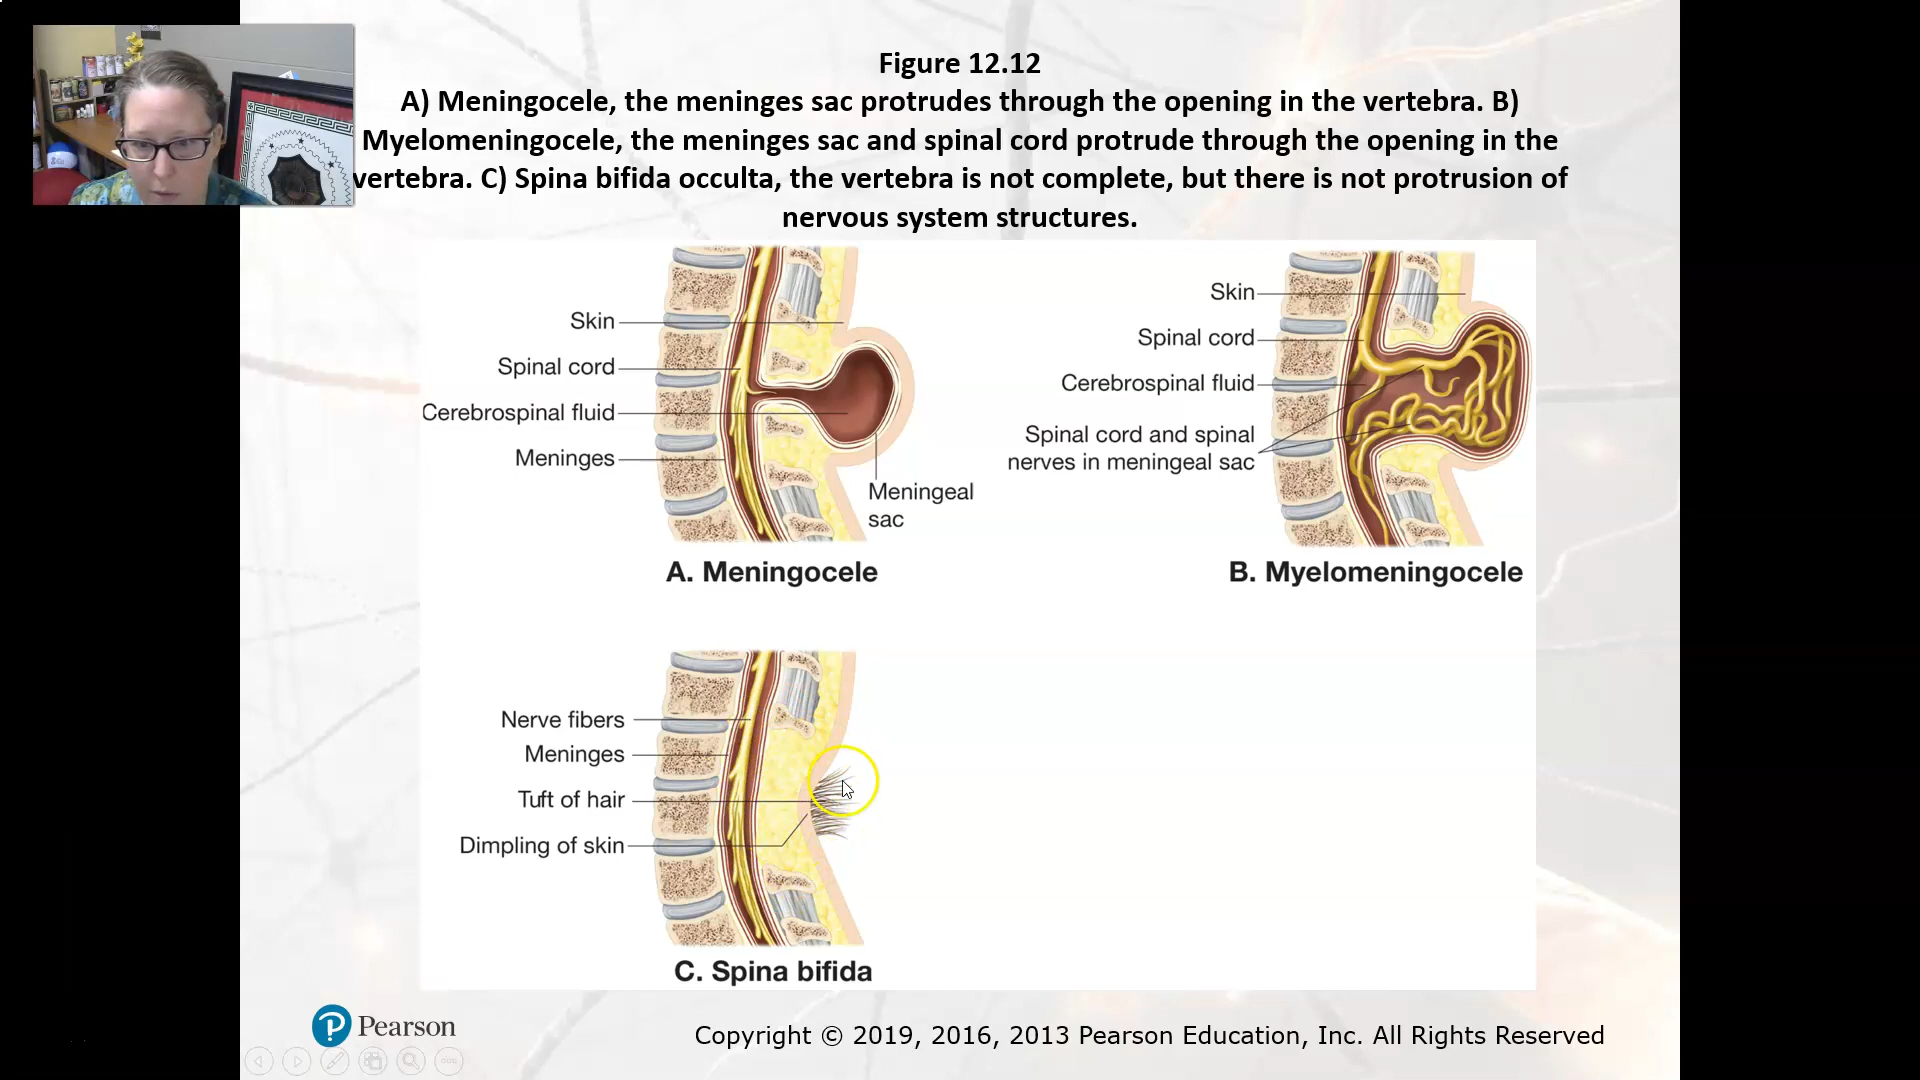 Figure 12.12
A) Meningocele, the meninges sac protrudes through the opening in the vertebra. B)
Myelomeningocele, the meninges sac and spinal cord protrude through the opening in the
vertebra. C) Spina bifida occulta, the vertebra is not complete, but there is not protrusion of
nervous system structures.
Skin
Spinal cord
Cerebrospinal fluid
Meninges
Meningeal
sac
A. Meningocele
Skin
Spinal cord
Cerebrospinal fluid
Spinal cord and spinal
nerves in meningeal sac
B. Myelomeningocele
Nerve fibers
Meninges
Tuft of hair
Dimpling of skin
C. Spina bifida
Pearson
Copyright © 2019, 2016, 2013 Pearson Education, Inc. All Rights Reserved